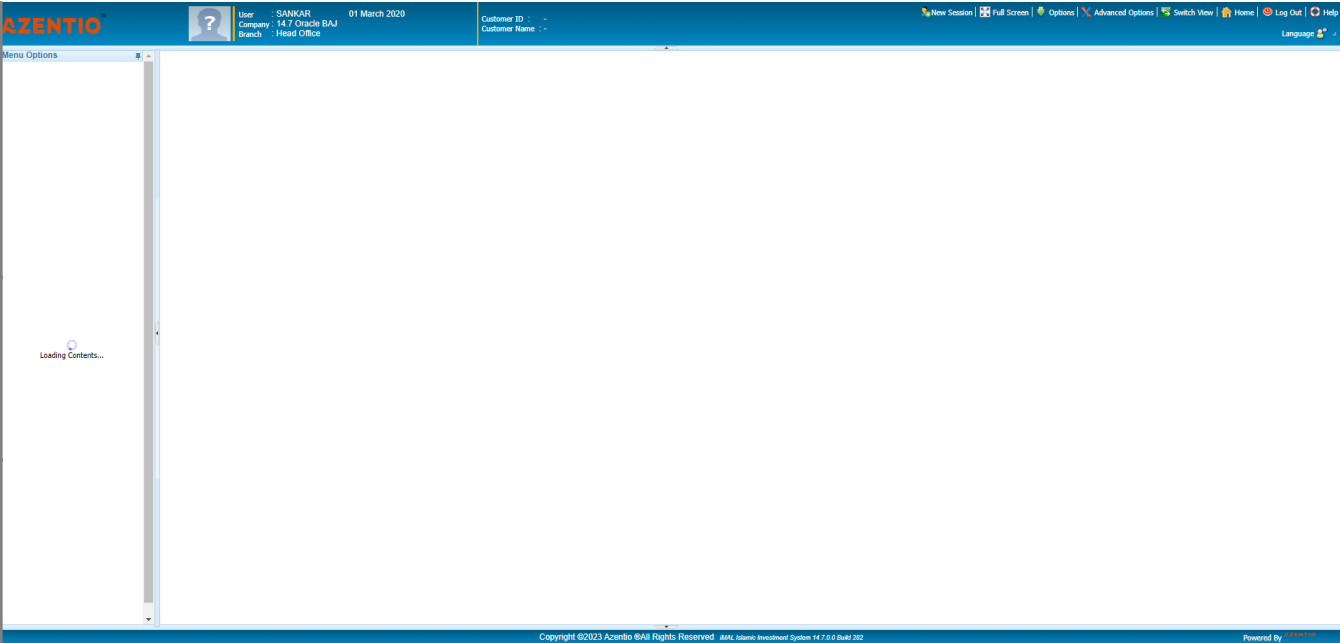 AZENTIO
User : SANKAR 01 March 2020
Company : 14.7 Oracle BAJ
Branch : Head Office
Customer ID : -
Customer Name : -
New Session | Full Screen | Options | Advanced Options | Switch View | Home | Log Out | Help
Language
Menu Options
Loading Contents...
Copyright ©2023 Azentio ®All Rights Reserved iMAL Islamic Investment System 14.7.0.0 Build 282
Powered By AZENTIO